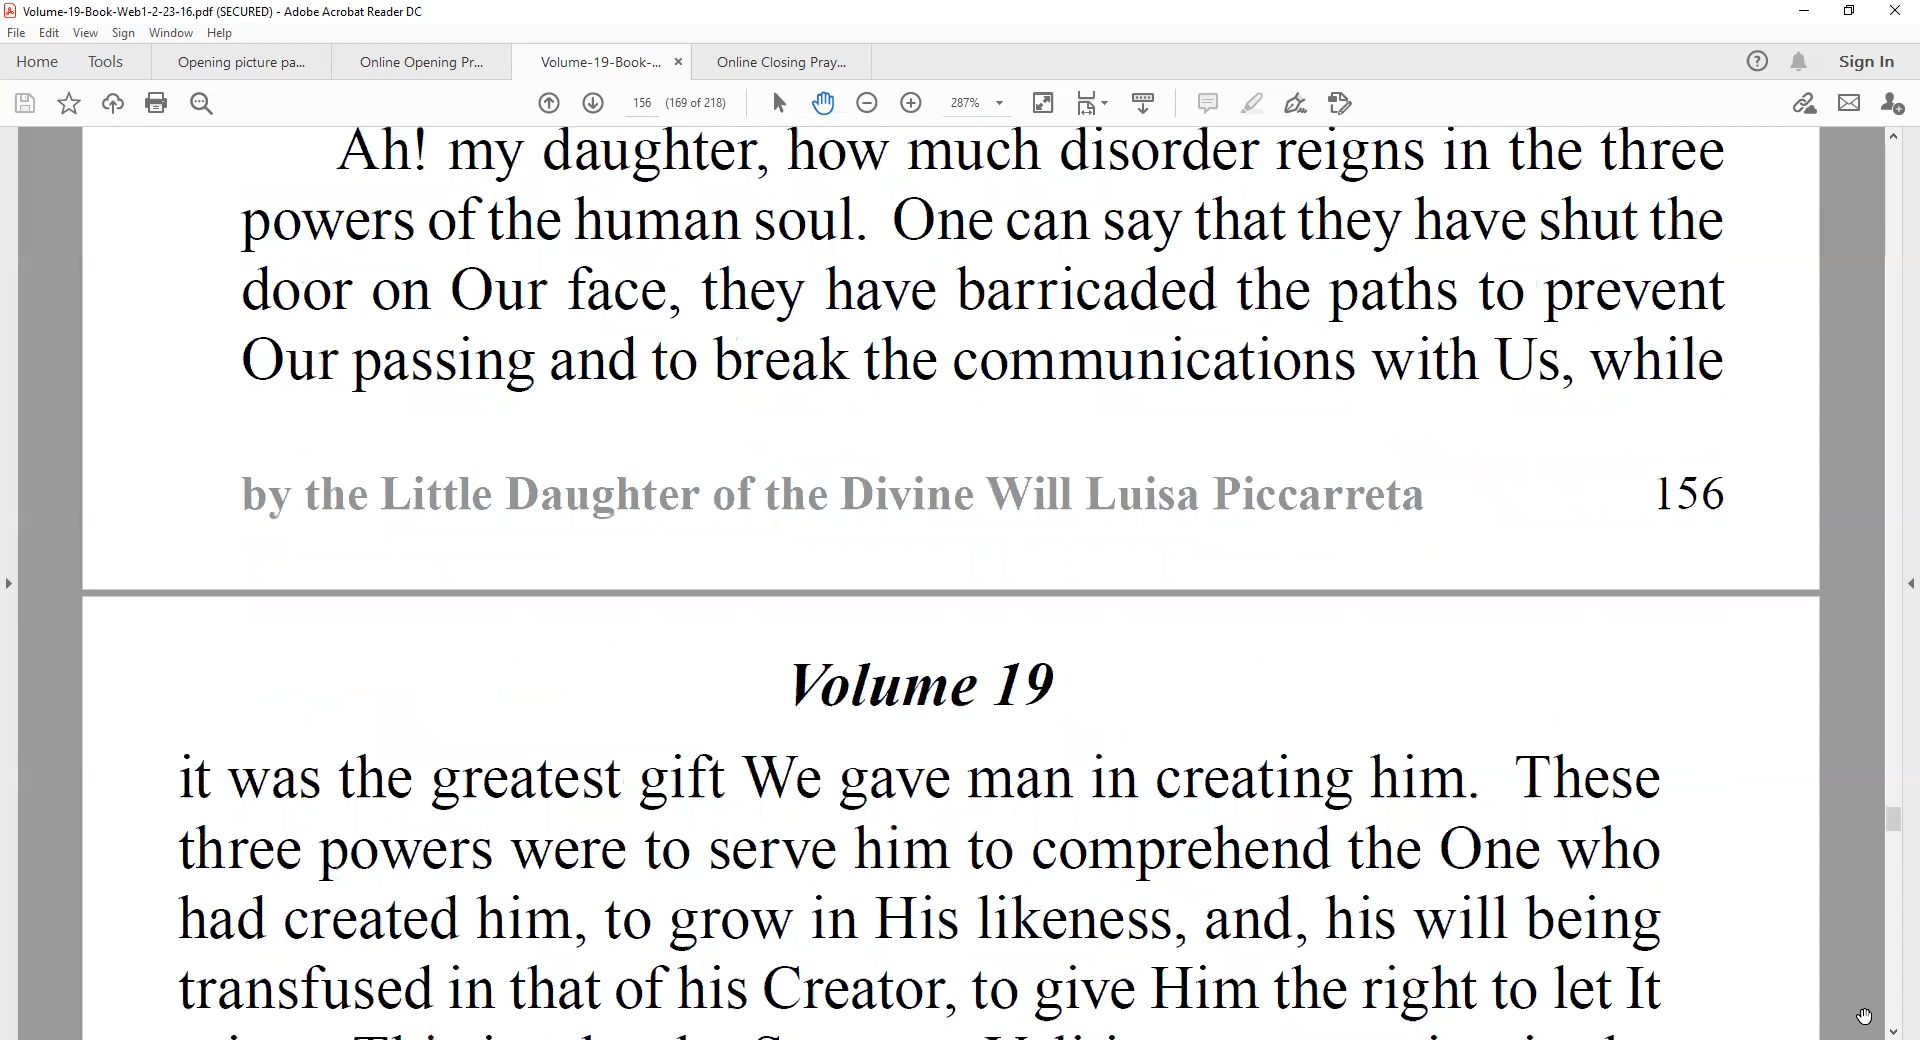 Volume-19-Book-Web1-2-23-16.pdf (SECURED) - Adobe Acrobat Reader DC
File Edit View Sign Window Help
Home Tools Opening picture pa... Online Opening Pr... Volume-19-Book-... × Online Closing Pray... Sign In
156 (169 of 218) 287%
Ah! my daughter, how much disorder reigns in the three
powers of the human soul. One can say that they have shut the
door on Our face, they have barricaded the paths to prevent
Our passing and to break the communications with Us, while
by the Little Daughter of the Divine Will Luisa Piccarreta 156
Volume 19
it was the greatest gift We gave man in creating him. These
three powers were to serve him to comprehend the One who
had created him, to grow in His likeness, and, his will being
transfused in that of his Creator, to give Him the right to let It